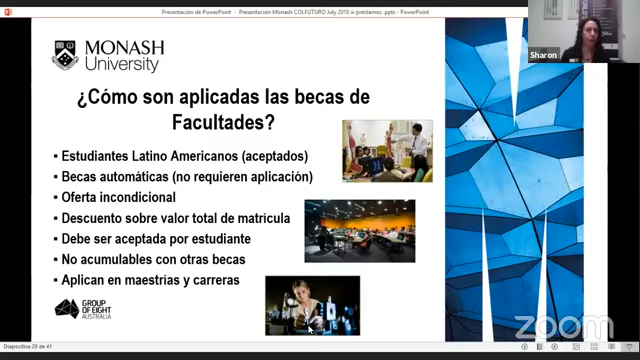 Presentación de PowerPoint - Presentación Monash COLFUTURO July 2018 w préstamos .pptx - PowerPoint
Sharon
MONASH
University
¿Cómo son aplicadas las becas de
Facultades?
▪ Estudiantes Latino Americanos (aceptados)
▪ Becas automáticas (no requieren aplicación)
▪ Oferta incondicional
▪ Descuento sobre valor total de matrícula
▪ Debe ser aceptada por estudiante
▪ No acumulables con otras becas
▪ Aplican en maestrías y carreras
GROUP
OF EIGHT
AUSTRALIA
zoom
Diapositiva 29 de 41